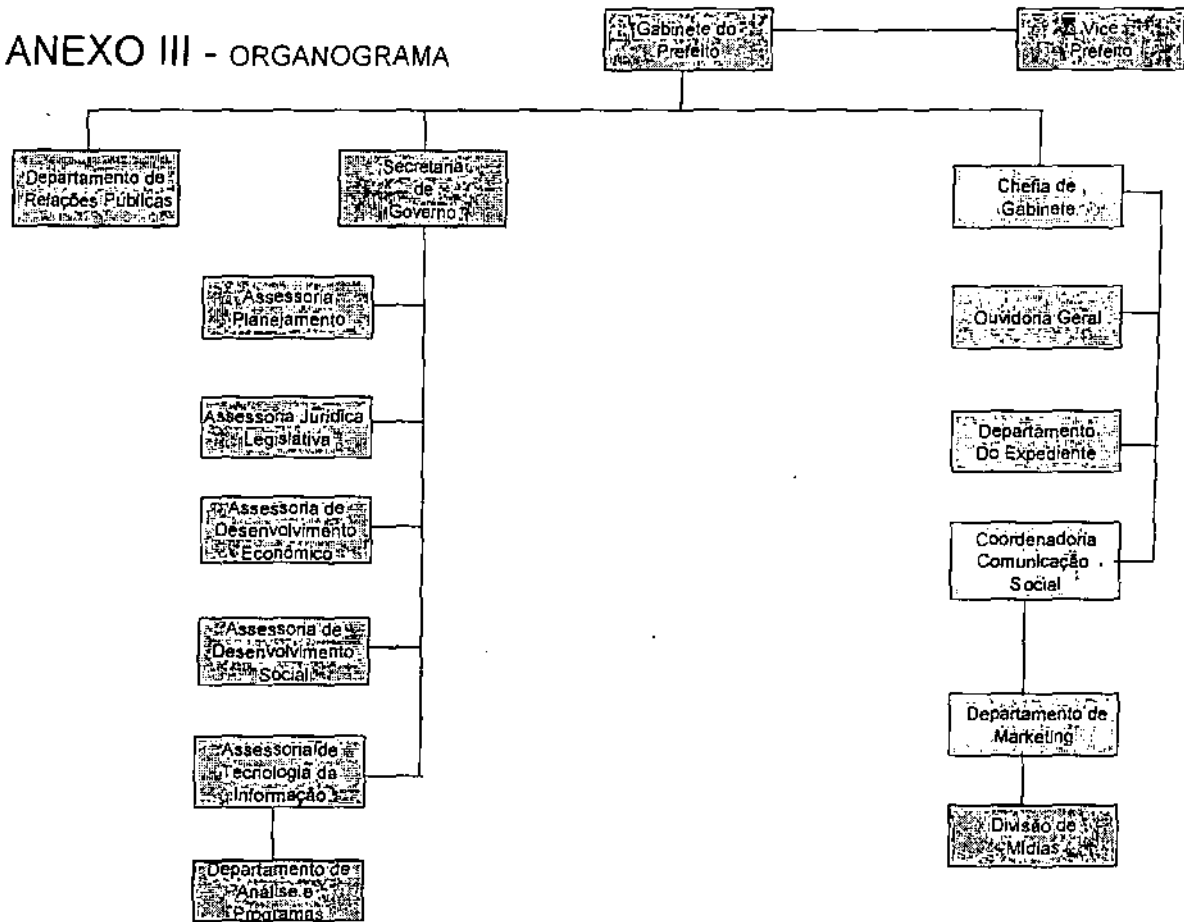 ANEXO III - ORGANOGRAMA
Gabinete do
Prefeito
Vice
Prefeito
Departamento de
Relações Públicas
Secretaria
de
Governo
Chefia de
Gabinete
Assessoria
Planejamento
Ouvidoria Geral
Assessoria Jurídica
Legislativa
Departamento
Do Expediente
Assessoria de
Desenvolvimento
Econômico
Coordenadoria
Comunicação
Social
Assessoria de
Desenvolvimento
Social
Departamento de
Marketing
Assessoria de
Tecnologia da
Informação
Divisão de
Mídias
Departamento de
Análise e
Programas